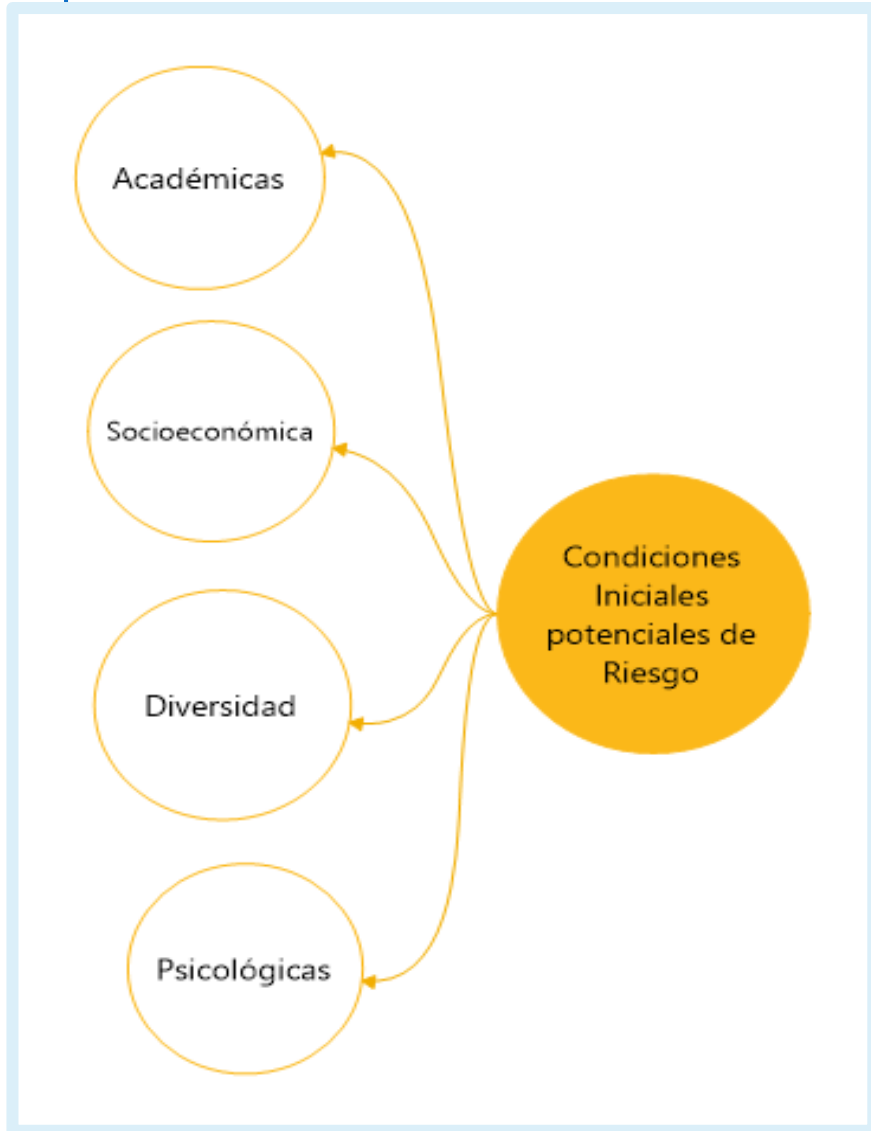 Académicas
Socioeconómica
Diversidad
Psicológicas
Condiciones
Iniciales
potenciales de
Riesgo